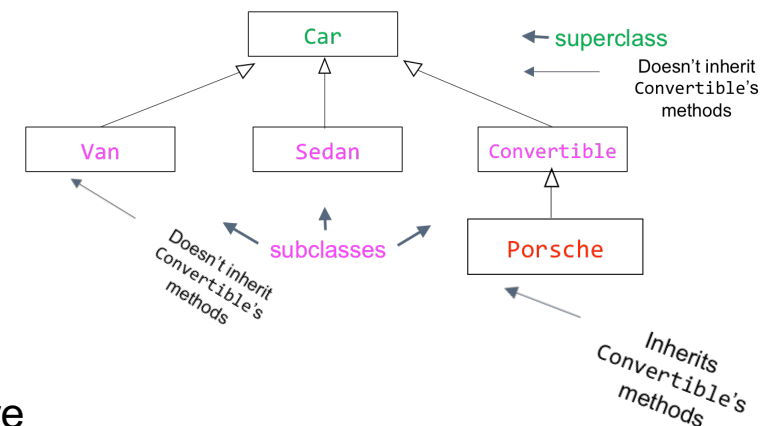 Car
superclass
Doesn't inherit
Convertible's
methods
Van
Sedan
Convertible
Doesn't inherit
Convertible's
methods
subclasses
Porsche
Inherits
Convertible's
methods